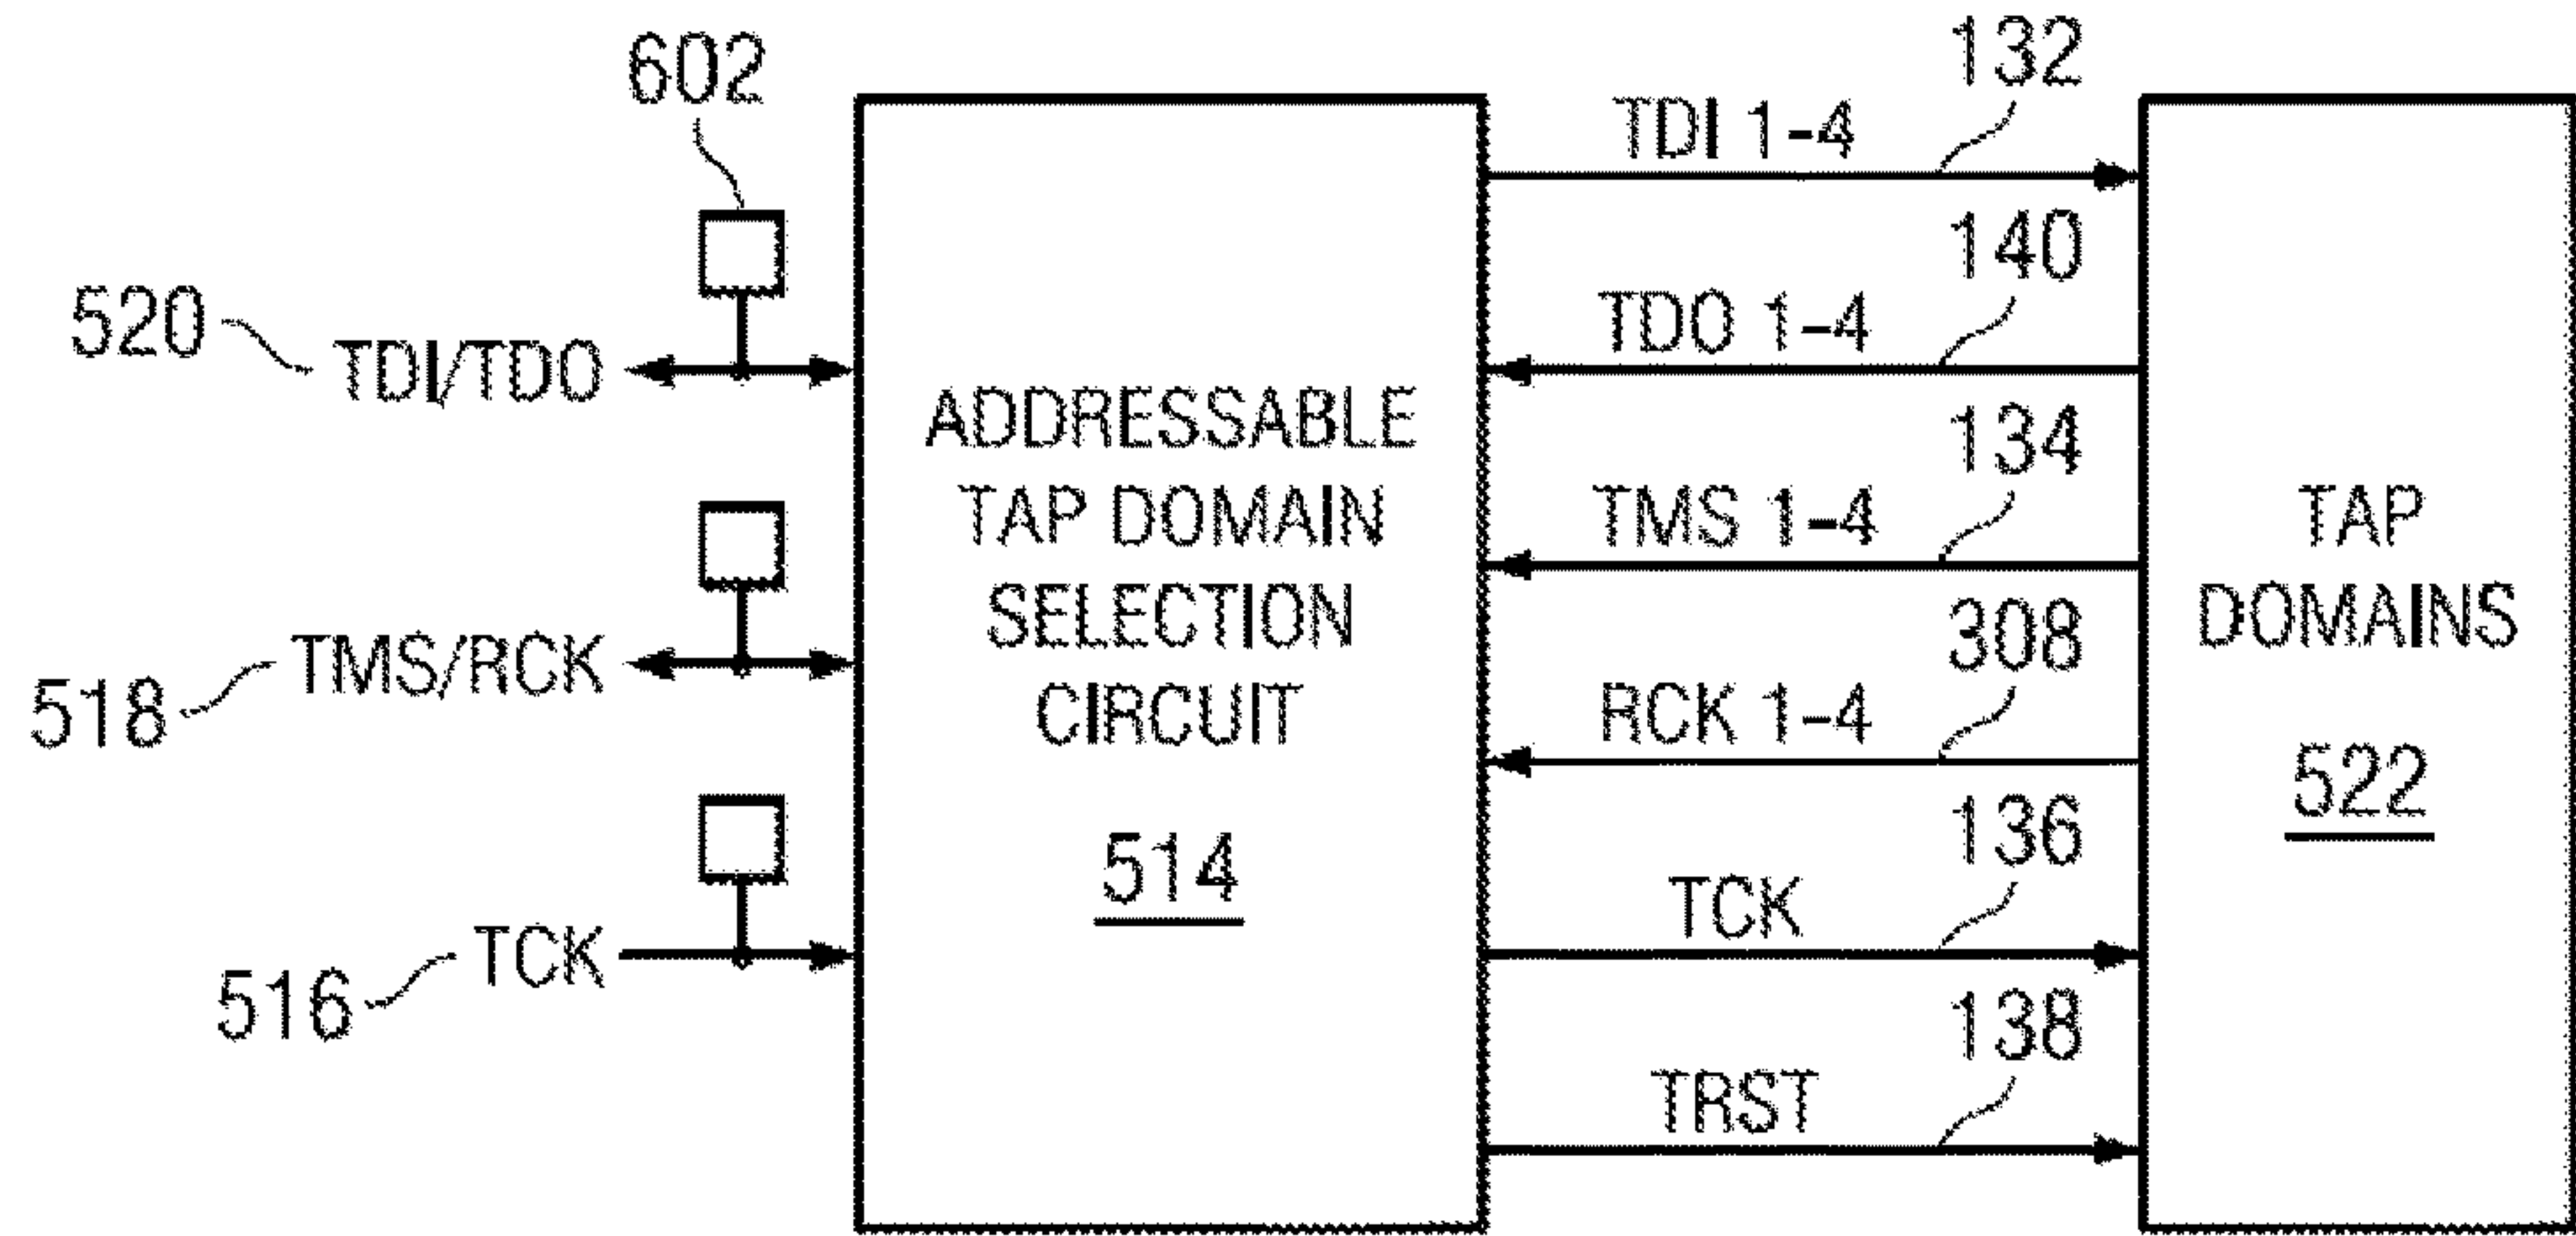 602
520
TDI/TDO
518
TMS/RCK
516
TCK
ADDRESSABLE
TAP DOMAIN
SELECTION
CIRCUIT
514
TDI 1-4
132
TDO 1-4
140
TMS 1-4
134
RCK 1-4
308
TCK
136
TRST
138
TAP
DOMAINS
522